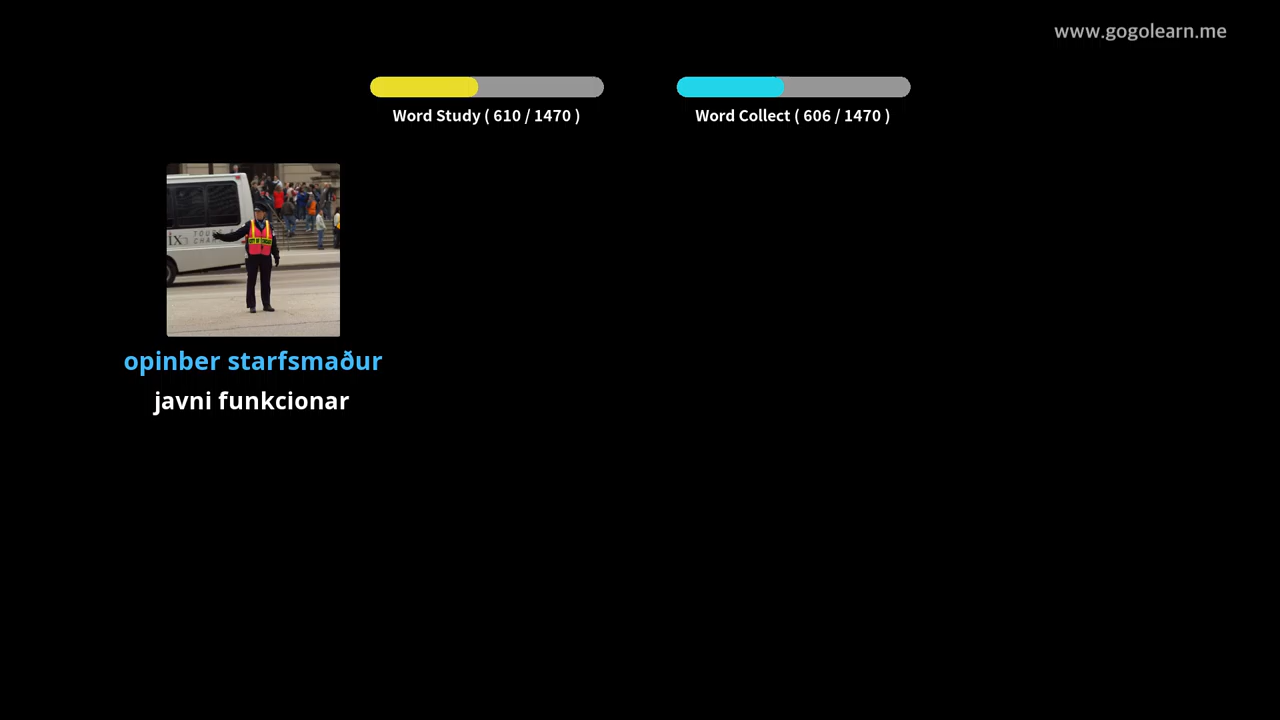 www.gogolearn.me
Word Study ( 610 / 1470 )
Word Collect ( 606 / 1470 )
opinber starfsmaður
javni funkcionar